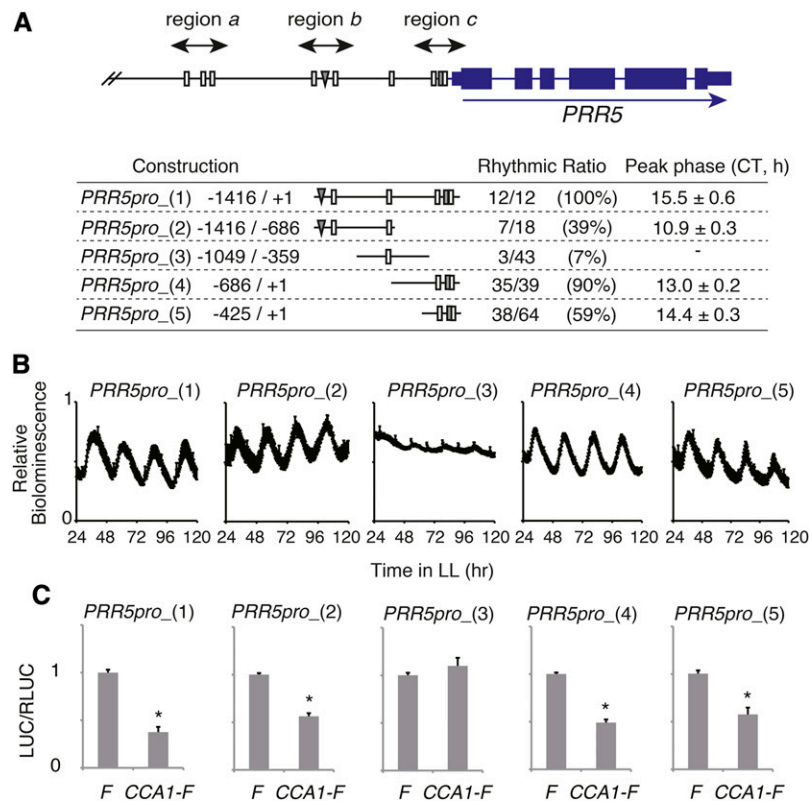 A
region a
region b
region c
PRR5
Construction Rhythmic Ratio Peak phase (CT, h)
PRR5pro_(1) -1416 / +1 12/12 (100%) 15.5 ± 0.6
PRR5pro_(2) -1416 / -686 7/18 (39%) 10.9 ± 0.3
PRR5pro_(3) -1049 / -359 3/43 (7%) -
PRR5pro_(4) -686 / +1 35/39 (90%) 13.0 ± 0.2
PRR5pro_(5) -425 / +1 38/64 (59%) 14.4 ± 0.3
B
PRR5pro_(1) PRR5pro_(2) PRR5pro_(3) PRR5pro_(4) PRR5pro_(5)
Relative
Biolominescence
1
0
24 48 72 96 120 24 48 72 96 120 24 48 72 96 120 24 48 72 96 120 24 48 72 96 120
Time in LL (hr)
C
PRR5pro_(1) PRR5pro_(2) PRR5pro_(3) PRR5pro_(4) PRR5pro_(5)
LUC/RLUC
1
0
* * * *
F CCA1-F F CCA1-F F CCA1-F F CCA1-F F CCA1-F